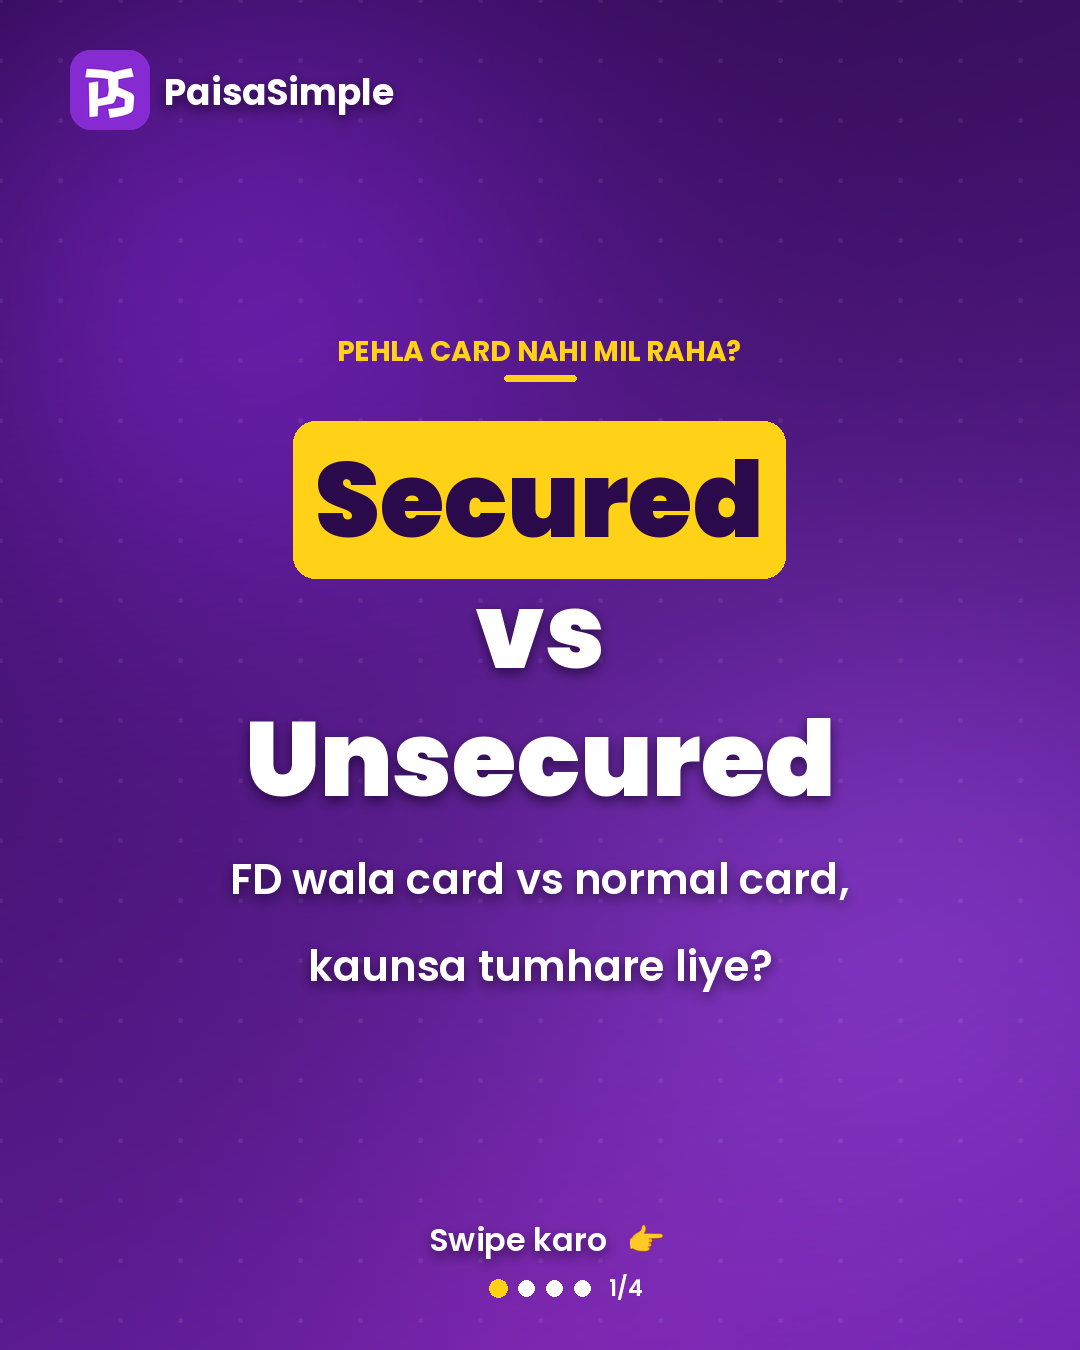 PS PaisaSimple
PEHLA CARD NAHI MIL RAHA?
Secured
vs
Unsecured
FD wala card vs normal card,
kaunsa tumhare liye?
Swipe karo 👉
1/4